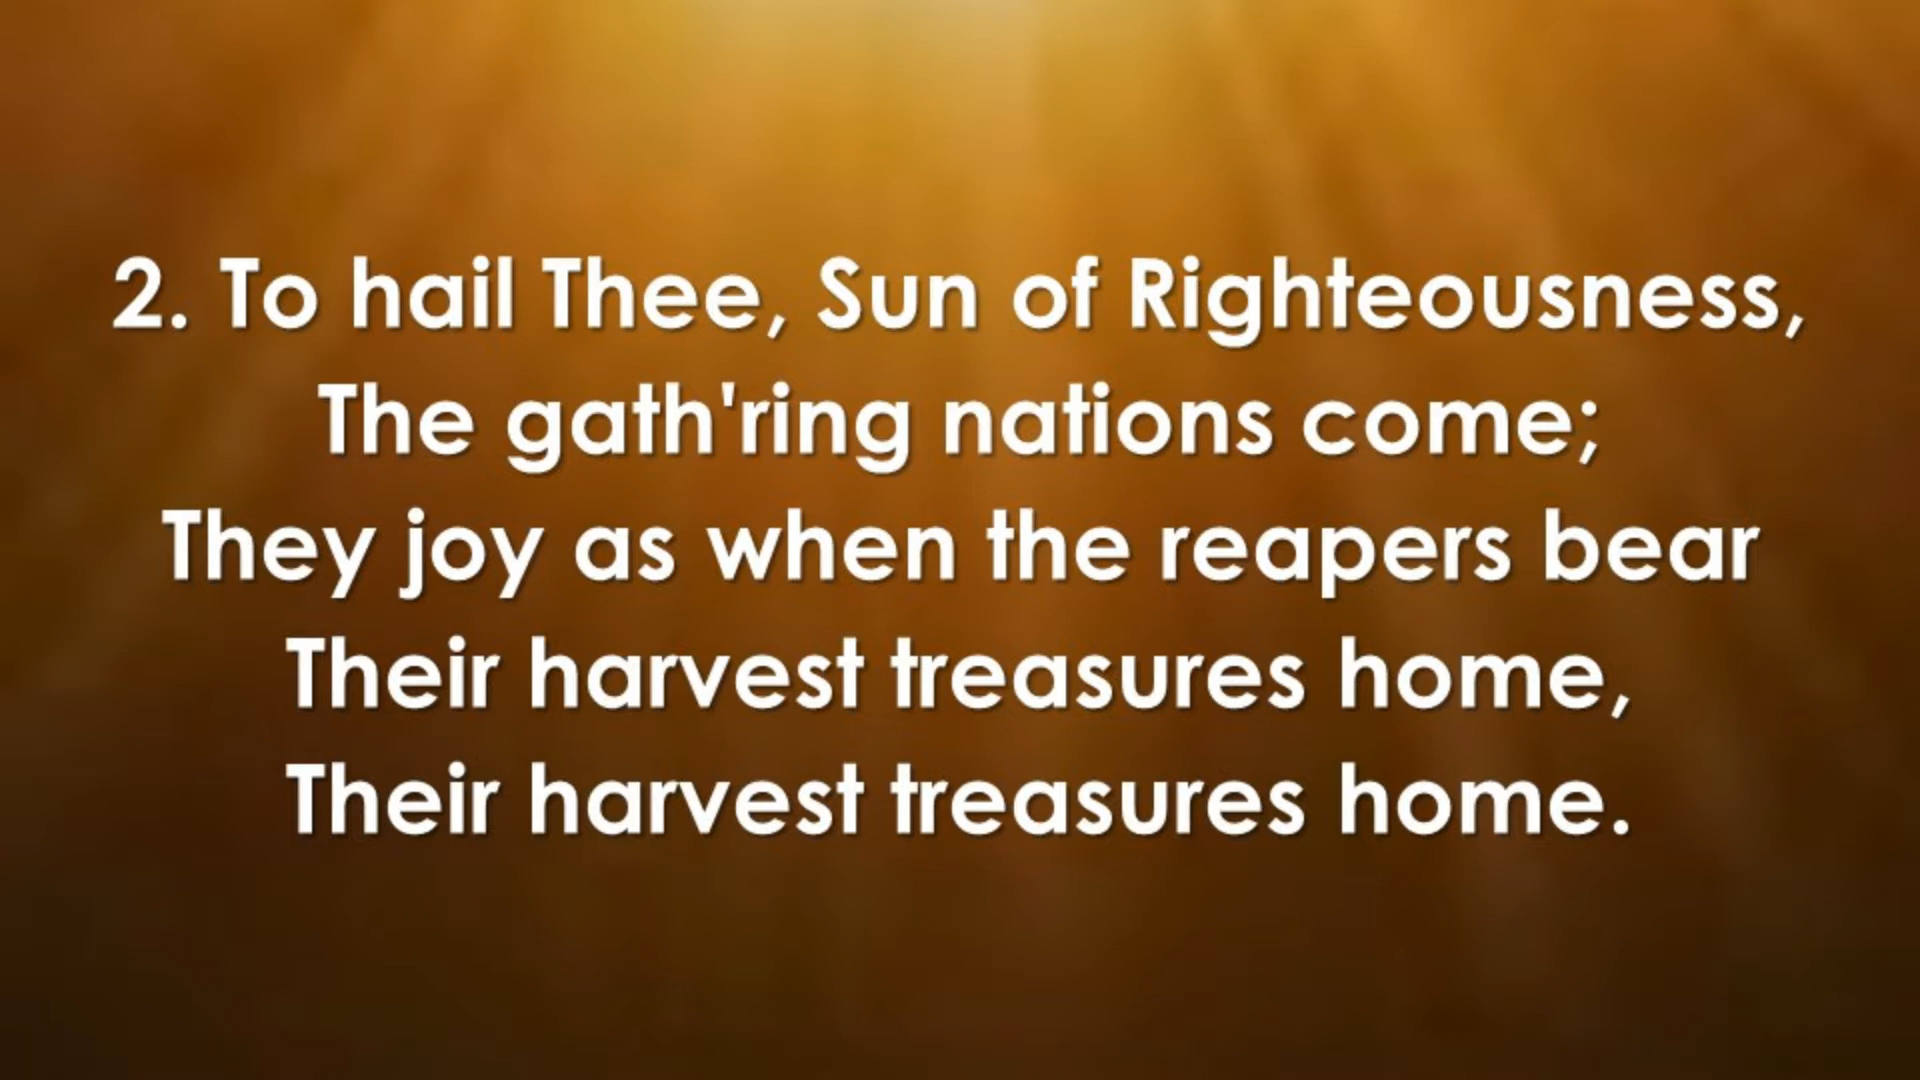 2. To hail Thee, Sun of Righteousness,
The gath'ring nations come;
They joy as when the reapers bear
Their harvest treasures home,
Their harvest treasures home.